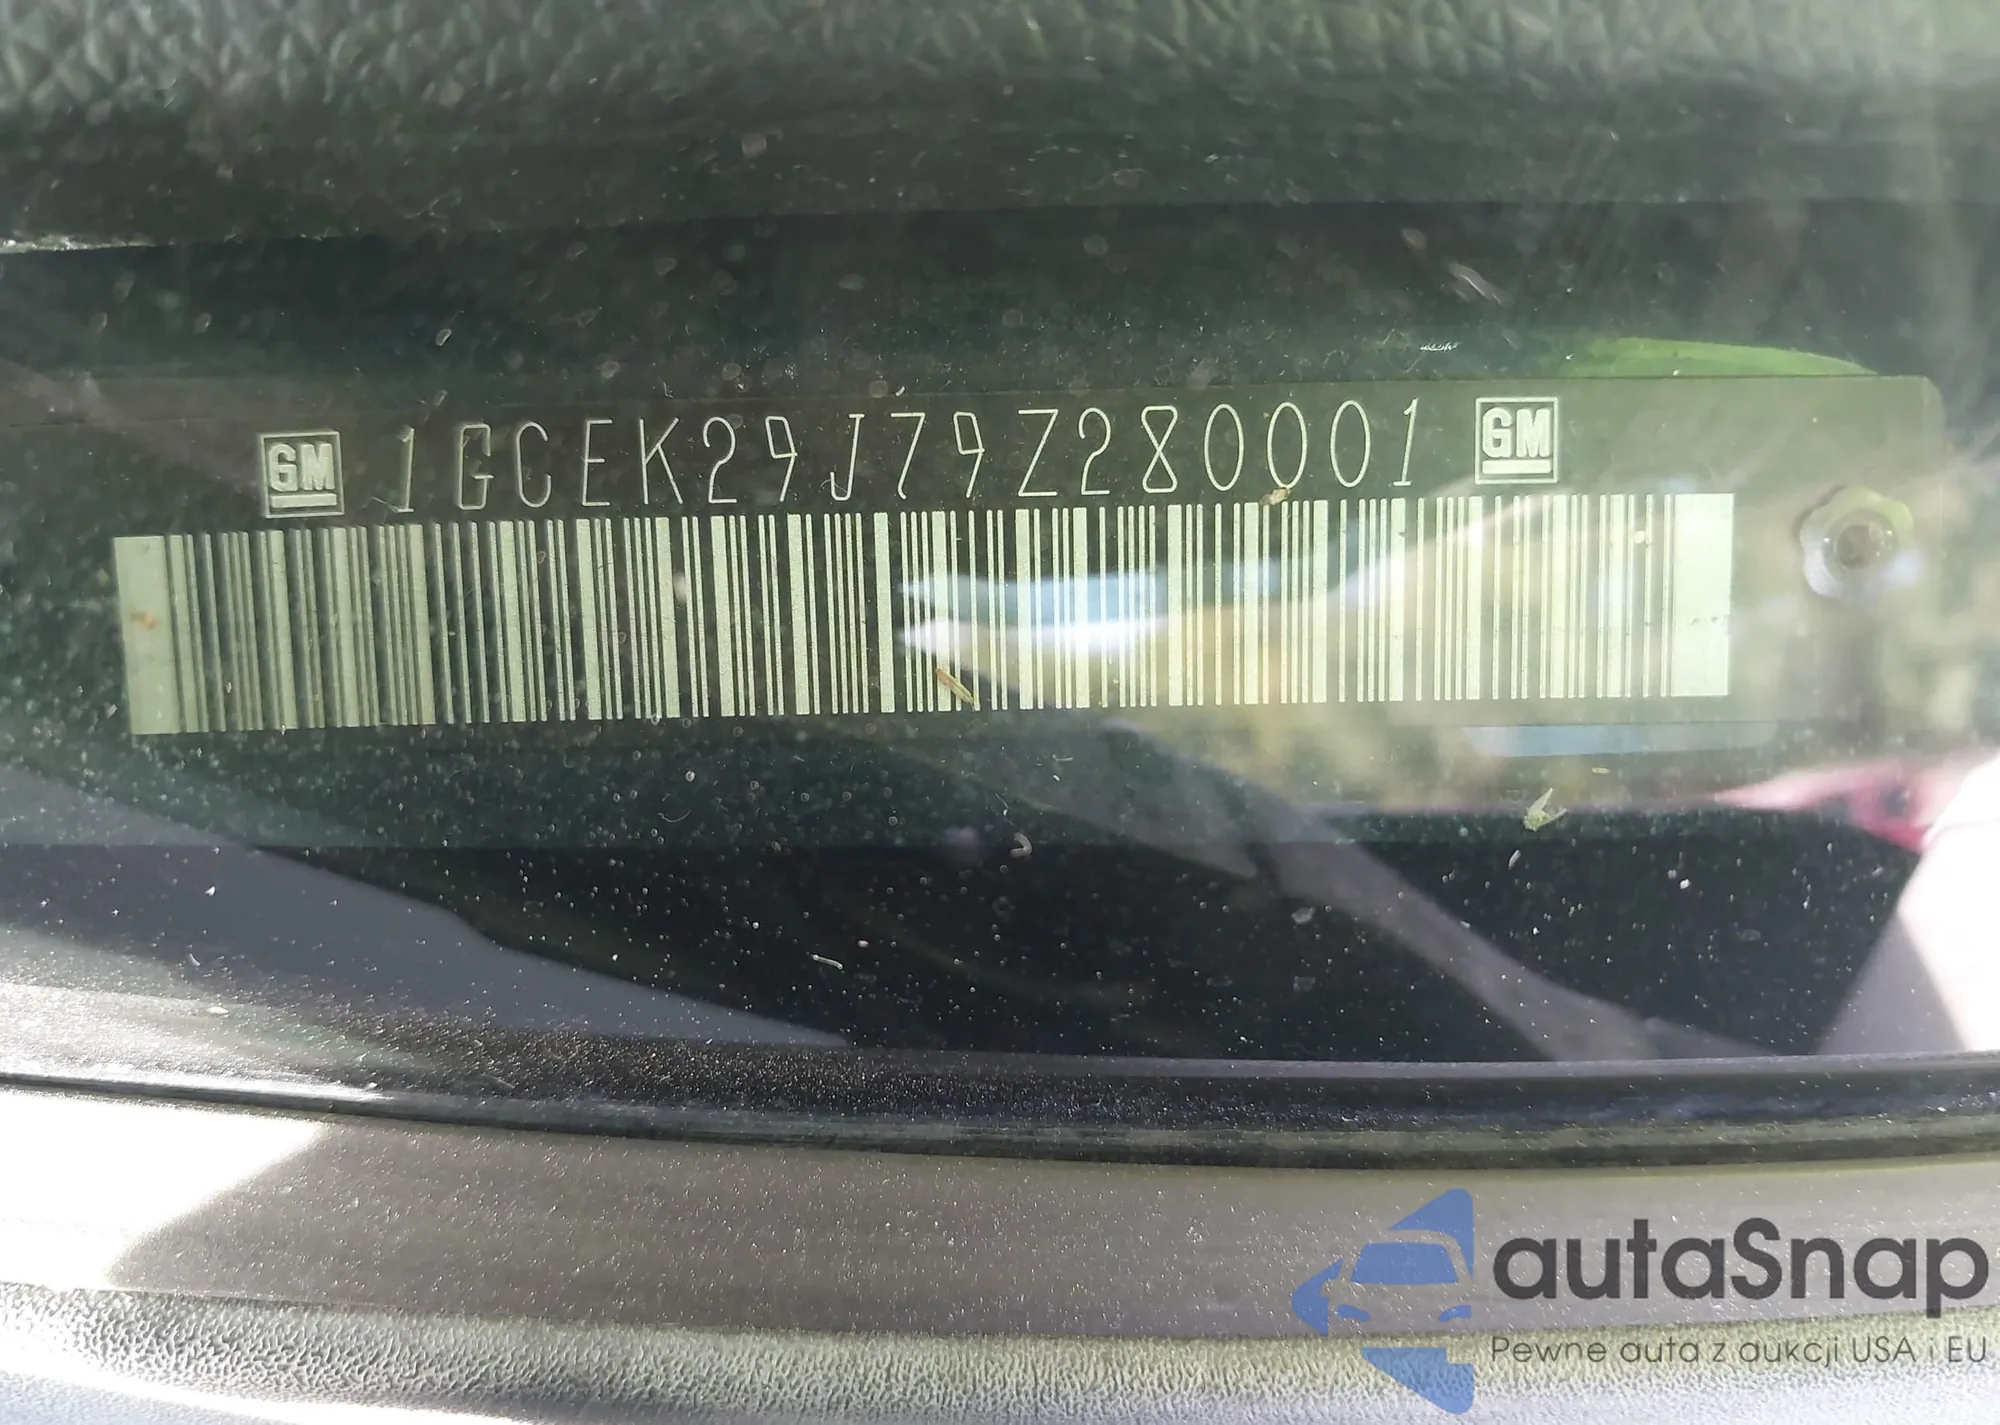 GM 1GCEK29J79Z280001 GM
autaSnap
Pewne auta z aukcji USA i EU